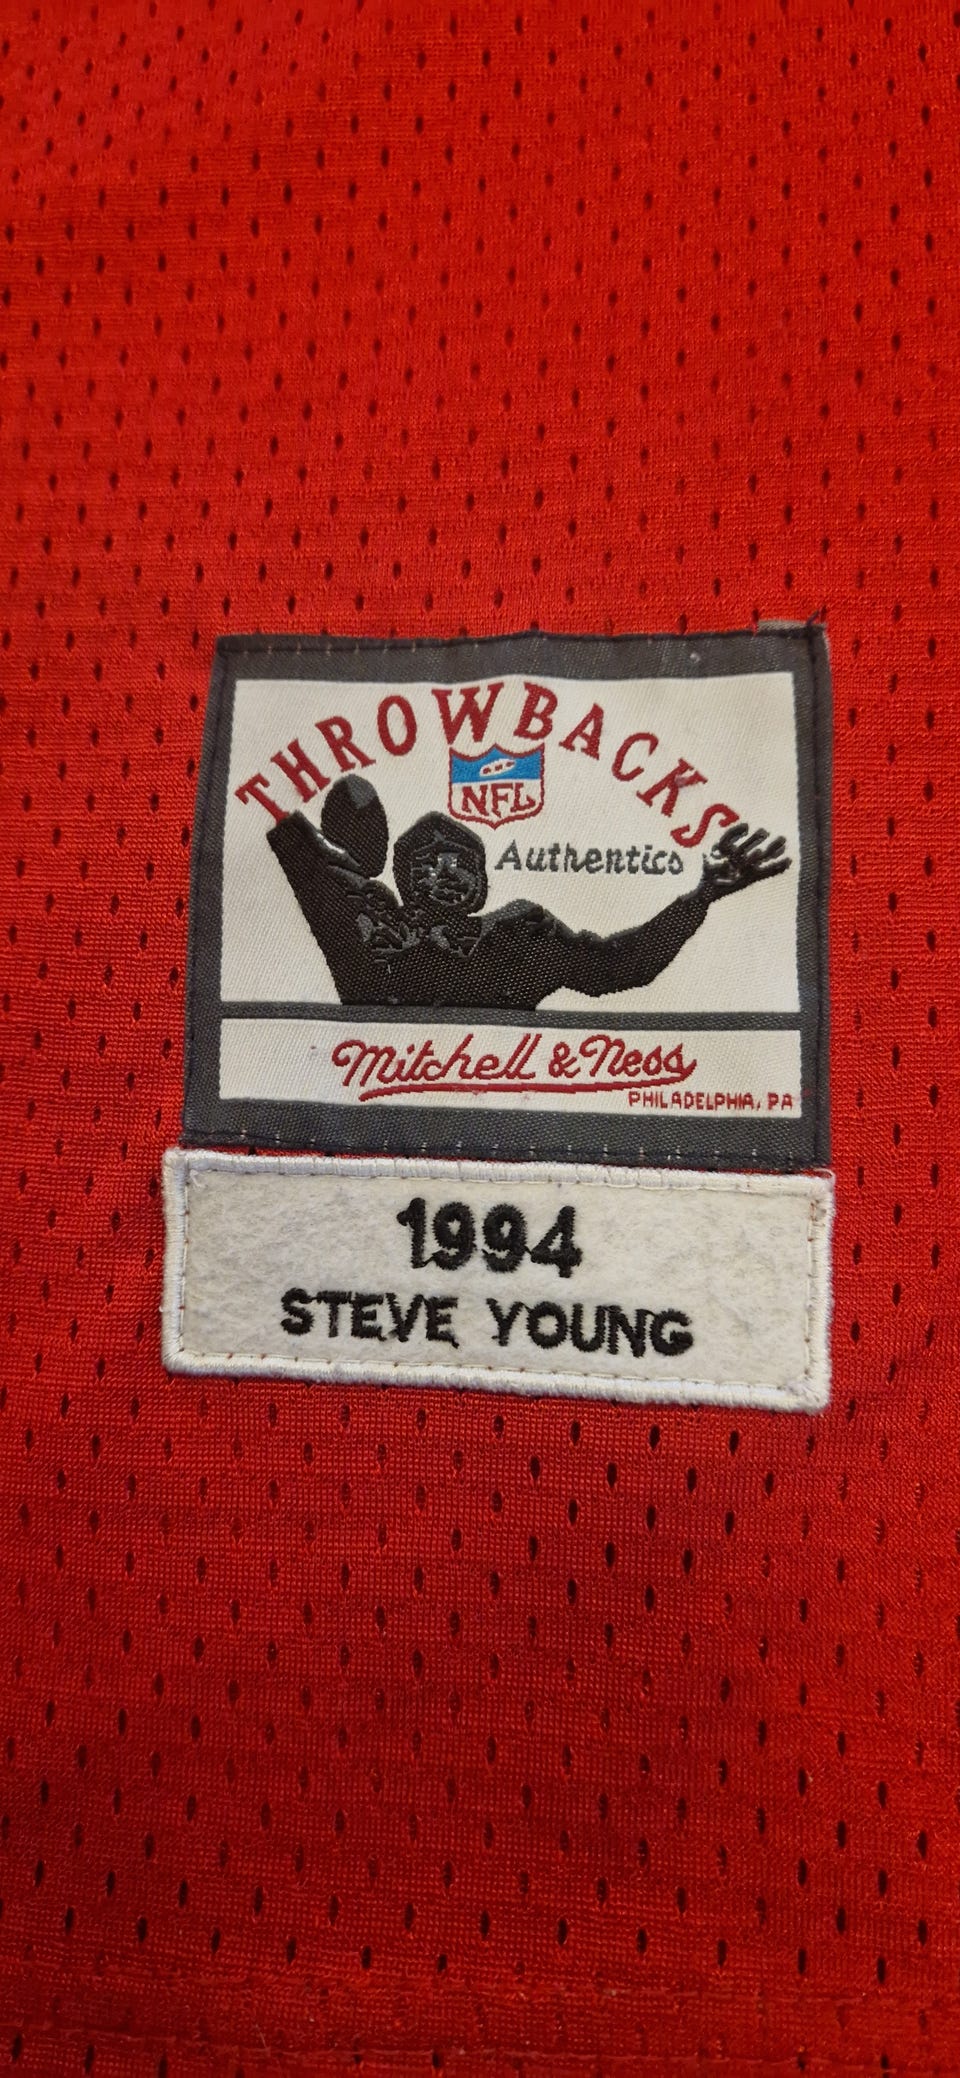 THROWBACKS
NFL
Authentics
Mitchell & Ness
PHILADELPHIA, PA
1994
STEVE YOUNG